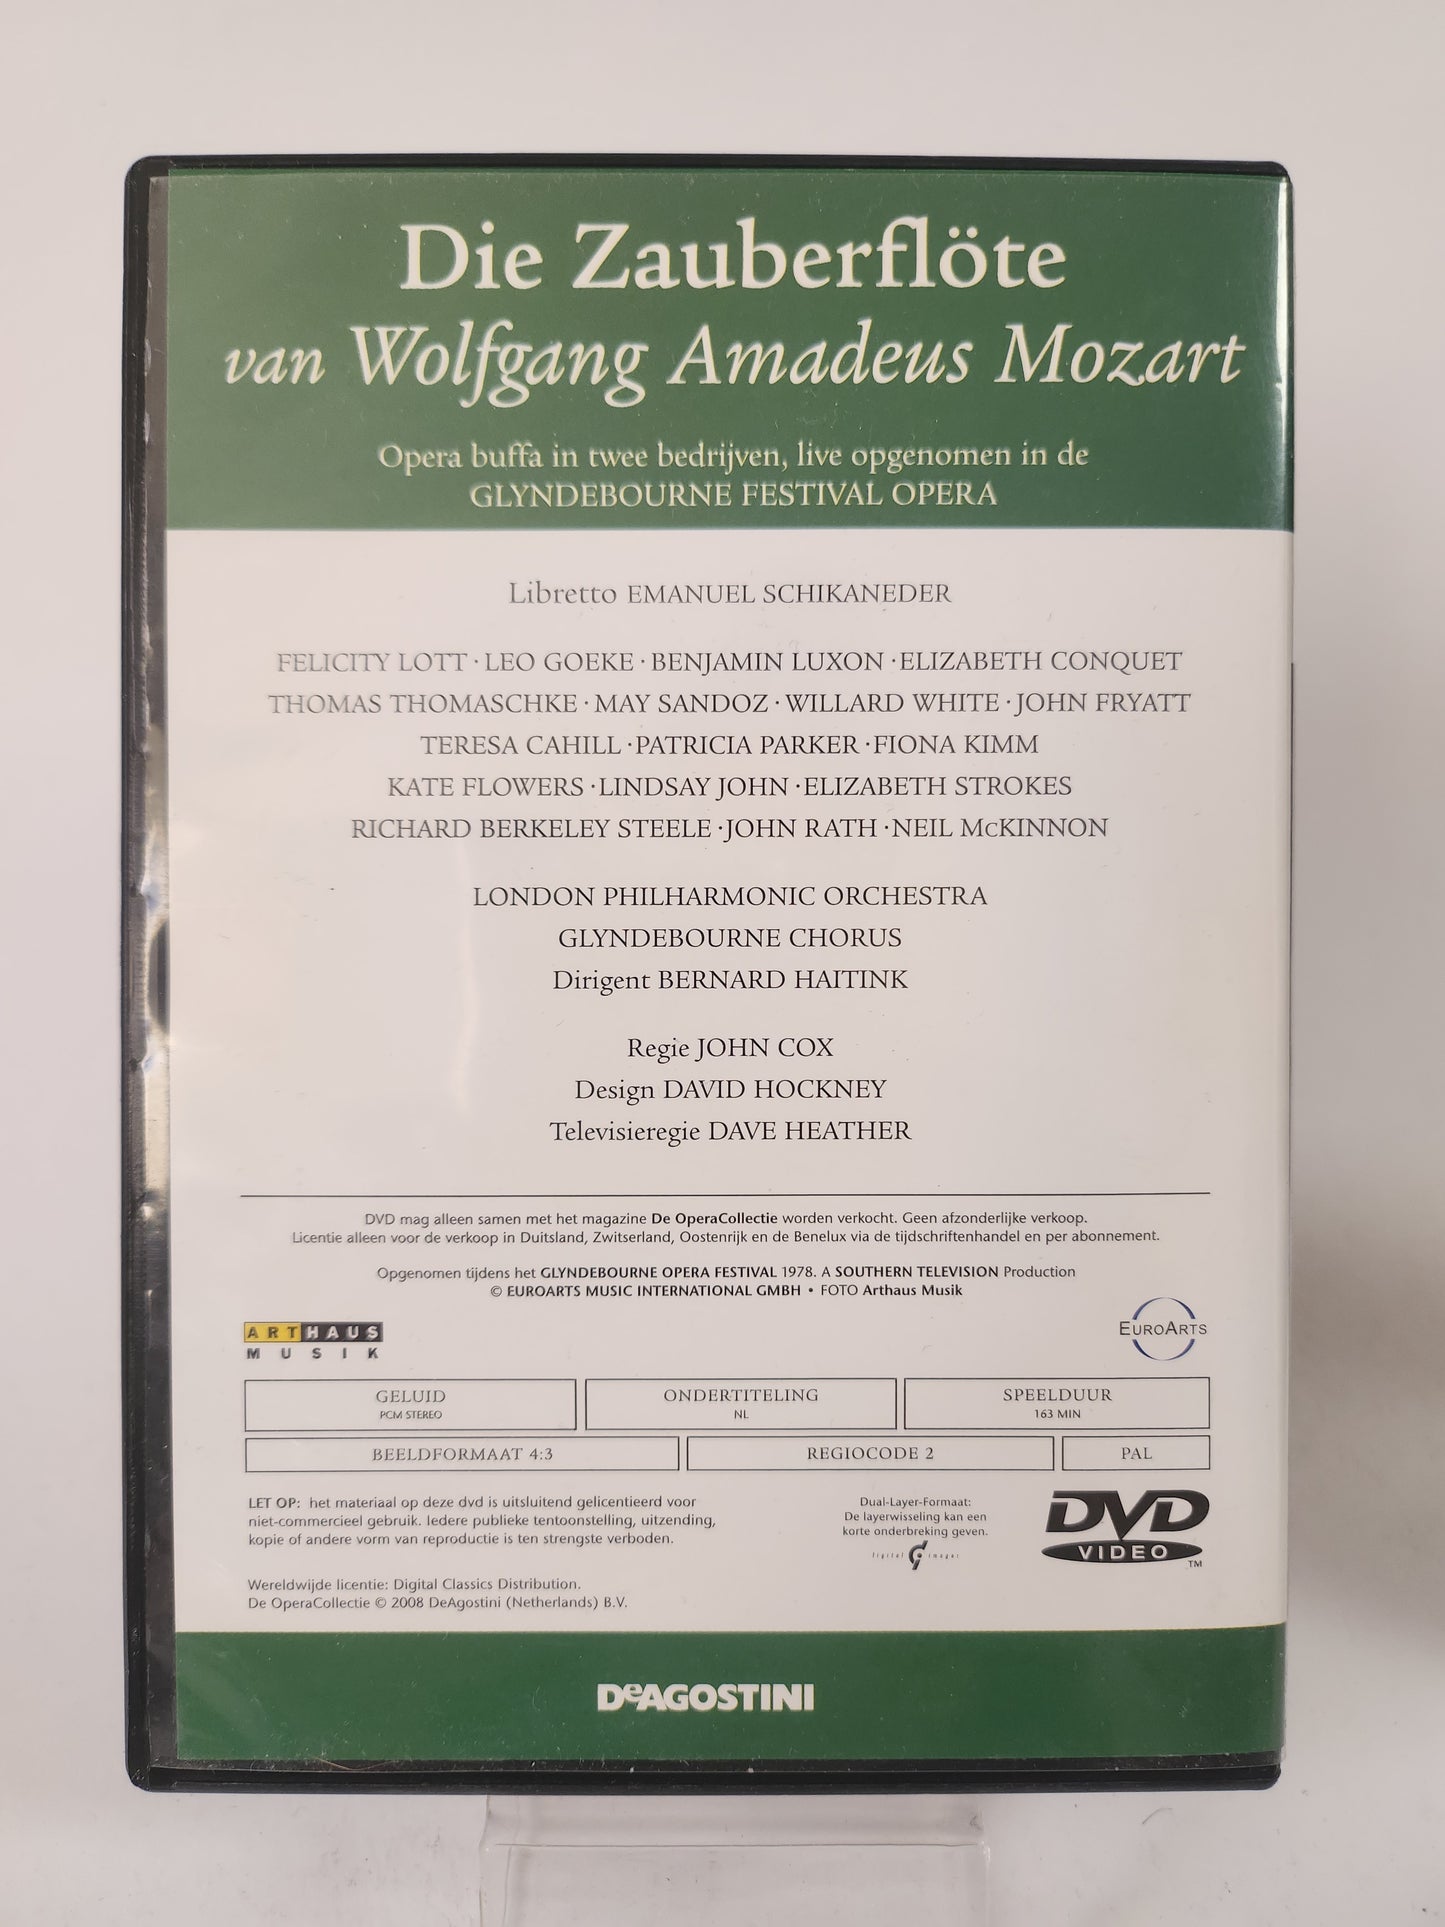 Die Zauberflöte
van Wolfgang Amadeus Mozart
Opera buffa in twee bedrijven, live opgenomen in de
GLYNDEBOURNE FESTIVAL OPERA
Libretto EMANUEL SCHIKANEDER
FELICITY LOTT · LEO GOEKE · BENJAMIN LUXON · ELIZABETH CONQUET
THOMAS THOMASCHKE · MAY SANDOZ · WILLARD WHITE · JOHN FRYATT
TERESA CAHILL · PATRICIA PARKER · FIONA KIMM
KATE FLOWERS · LINDSAY JOHN · ELIZABETH STROKES
RICHARD BERKELEY STEELE · JOHN RATH · NEIL McKINNON
LONDON PHILHARMONIC ORCHESTRA
GLYNDEBOURNE CHORUS
Dirigent BERNARD HAITINK
Regie JOHN COX
Design DAVID HOCKNEY
Televisieregie DAVE HEATHER
DVD mag alleen samen met het magazine De OperaCollectie worden verkocht. Geen afzonderlijke verkoop.
Licentie alleen voor de verkoop in Duitsland, Zwitserland, Oostenrijk en de Benelux via de tijdschriftenhandel en per abonnement.
Opgenomen tijdens het GLYNDEBOURNE OPERA FESTIVAL 1978. A SOUTHERN TELEVISION Production
© EUROARTS MUSIC INTERNATIONAL GMBH • FOTO Arthaus Musik
ARTHAUS
MUSIK
EUROARTS
GELUID
PCM STEREO
ONDERTITELING
NL
SPEELDUUR
163 MIN
BEELDFORMAAT 4:3
REGIOCODE 2
PAL
LET OP: het materiaal op deze dvd is uitsluitend gelicentieerd voor
niet-commercieel gebruik. Iedere publieke tentoonstelling, uitzending,
kopie of andere vorm van reproductie is ten strengste verboden.
Dual-Layer-Formaat:
De layerwisseling kan een
korte onderbreking geven.
digital images
DVD
VIDEO
TM
Wereldwijde licentie: Digital Classics Distribution.
De OperaCollectie © 2008 DeAgostini (Netherlands) B.V.
DeAGOSTINI